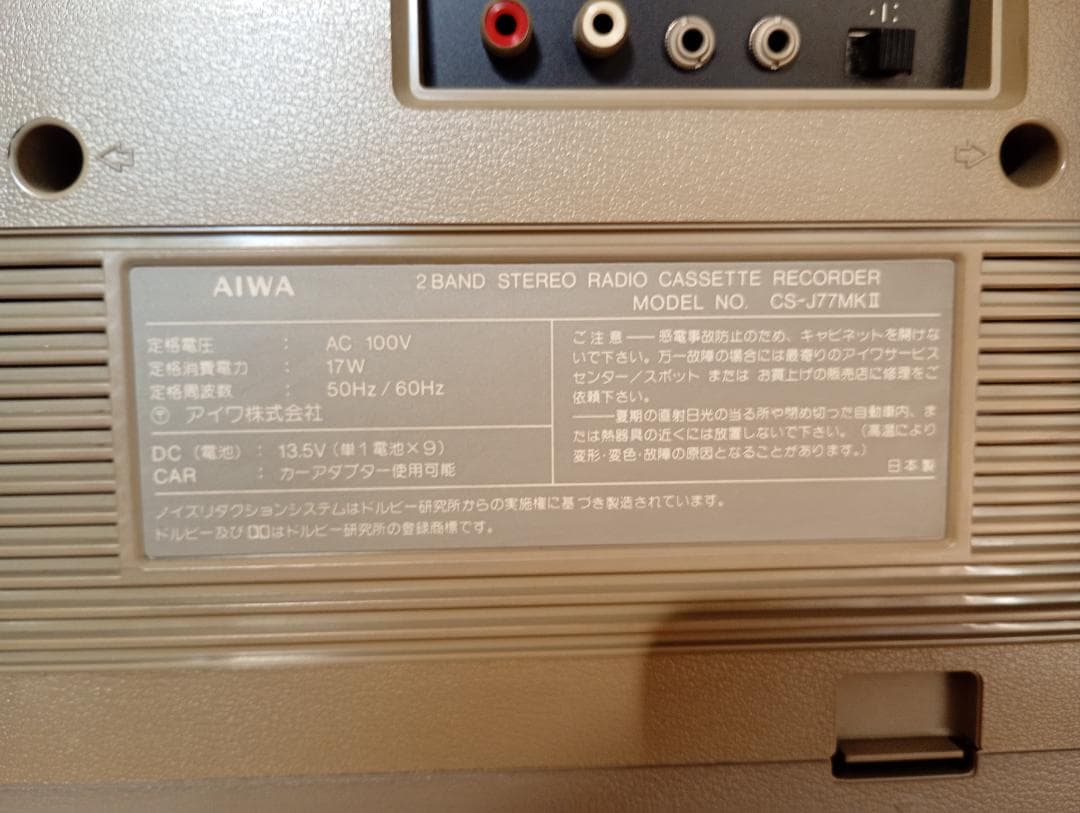 AIWA
2 BAND STEREO RADIO CASSETTE RECORDER
MODEL NO. CS-J77MKⅡ
定格電圧 : AC 100V
定格消費電力 : 17W
定格周波数 : 50Hz / 60Hz
〶 アイワ株式会社
DC (電池) : 13.5V (単1電池×9)
CAR : カーアダプター使用可能
ご注意 ── 感電事故防止のため、キャビネットを開けな
いで下さい。万一故障の場合には最寄りのアイワサービス
センター/スポット または お買上げの販売店に修理をご
依頼下さい。
── 夏期の直射日光の当る所や閉め切った自動車内、ま
たは熱器具の近くには放置しないで下さい。(高温により
変形・変色・故障の原因となることがあります。)
日本製
ノイズリダクションシステムはドルビー研究所からの実施権に基づき製造されています。
ドルビー及び▯▯はドルビー研究所の登録商標です。